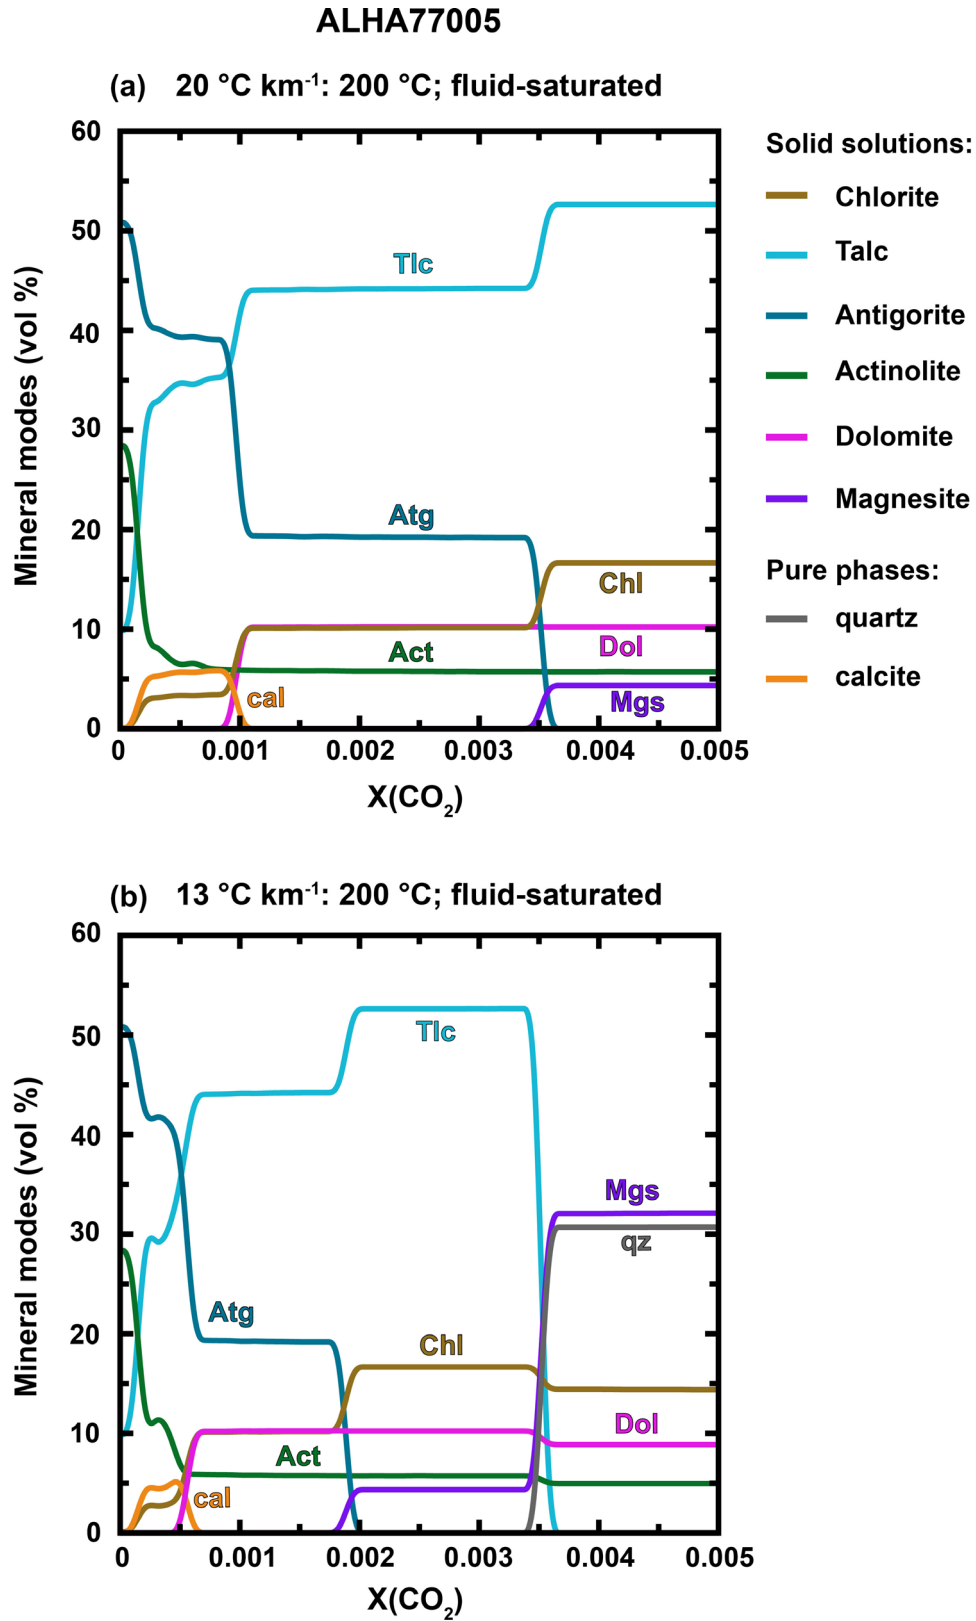 ALHA77005
(a) 20 °C km⁻¹: 200 °C; fluid-saturated
60
50
40
30
20
10
0
Mineral modes (vol %)
Tlc
Atg
Chl
Act
Dol
cal
Mgs
0 0.001 0.002 0.003 0.004 0.005
X(CO₂)
Solid solutions:
Chlorite
Talc
Antigorite
Actinolite
Dolomite
Magnesite
Pure phases:
quartz
calcite
(b) 13 °C km⁻¹: 200 °C; fluid-saturated
60
50
40
30
20
10
0
Mineral modes (vol %)
Tlc
Mgs
qz
Atg
Chl
Dol
Act
cal
0 0.001 0.002 0.003 0.004 0.005
X(CO₂)